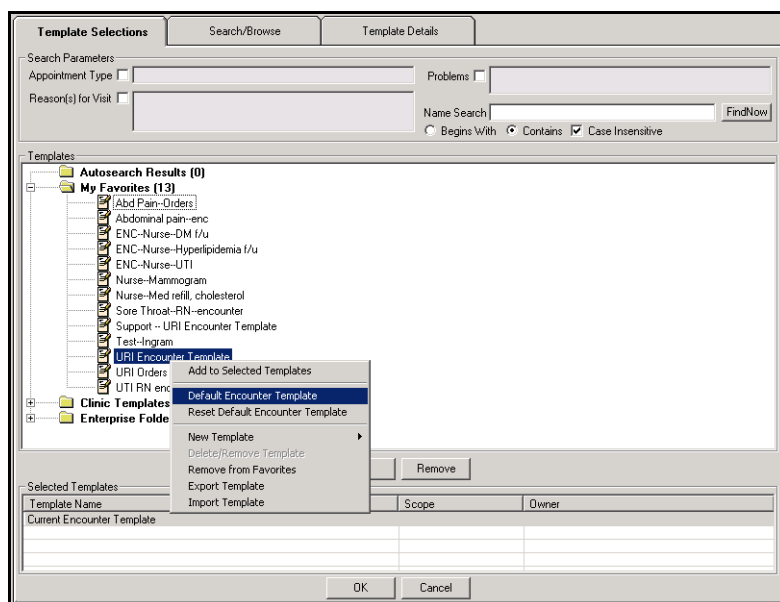 Template Selections
Search/Browse
Template Details
Search Parameters
Appointment Type
Problems
Reason(s) for Visit
Name Search
FindNow
Begins With
Contains
Case Insensitive
Templates
Autosearch Results (0)
My Favorites (13)
Abd Pain--Orders
Abdominal pain--enc
ENC--Nurse--DM f/u
ENC--Nurse--Hyperlipidemia f/u
ENC--Nurse--UTI
Nurse--Mammogram
Nurse--Med refill, cholesterol
Sore Throat--RN--encounter
Support -- URI Encounter Template
Test--Ingram
URI Encounter Template
URI Orders
UTI RN enc
Clinic Templates
Enterprise Folde
Add to Selected Templates
Default Encounter Template
Reset Default Encounter Template
New Template
Delete/Remove Template
Remove from Favorites
Export Template
Import Template
Remove
Selected Templates
Template Name
Scope
Owner
Current Encounter Template
OK
Cancel